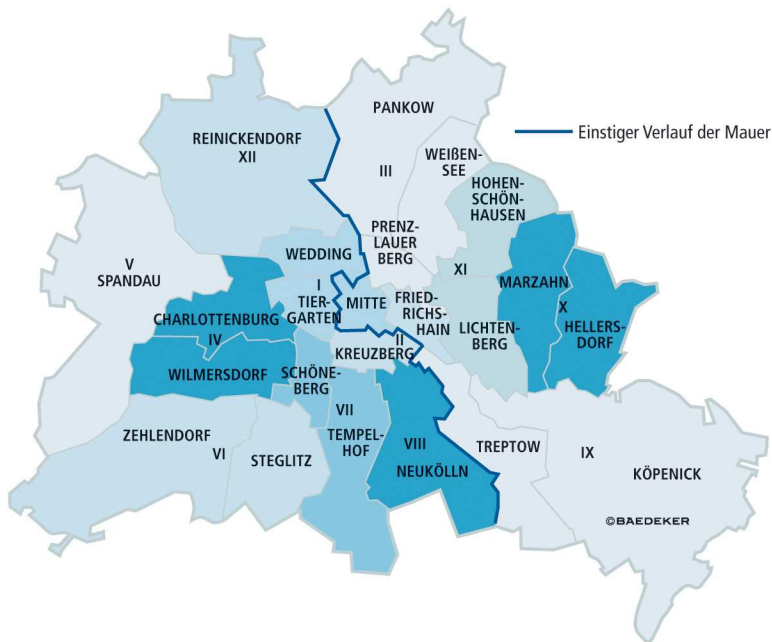 PANKOW
Einstiger Verlauf der Mauer
REINICKENDORF
XII
WEIßEN-
SEE
III
HOHEN-
SCHÖN-
HAUSEN
PRENZ-
LAUER
BERG
WEDDING
V
SPANDAU
XI
I
TIER-
GARTEN
MITTE
FRIED-
RICHS-
HAIN
MARZAHN
X
HELLERS-
DORF
CHARLOTTENBURG
IV
LICHTEN-
BERG
II
KREUZBERG
WILMERSDORF
SCHÖNE-
BERG
VII
TEMPEL-
HOF
ZEHLENDORF
VI
STEGLITZ
VIII
NEUKÖLLN
TREPTOW
IX
KÖPENICK
©BAEDEKER